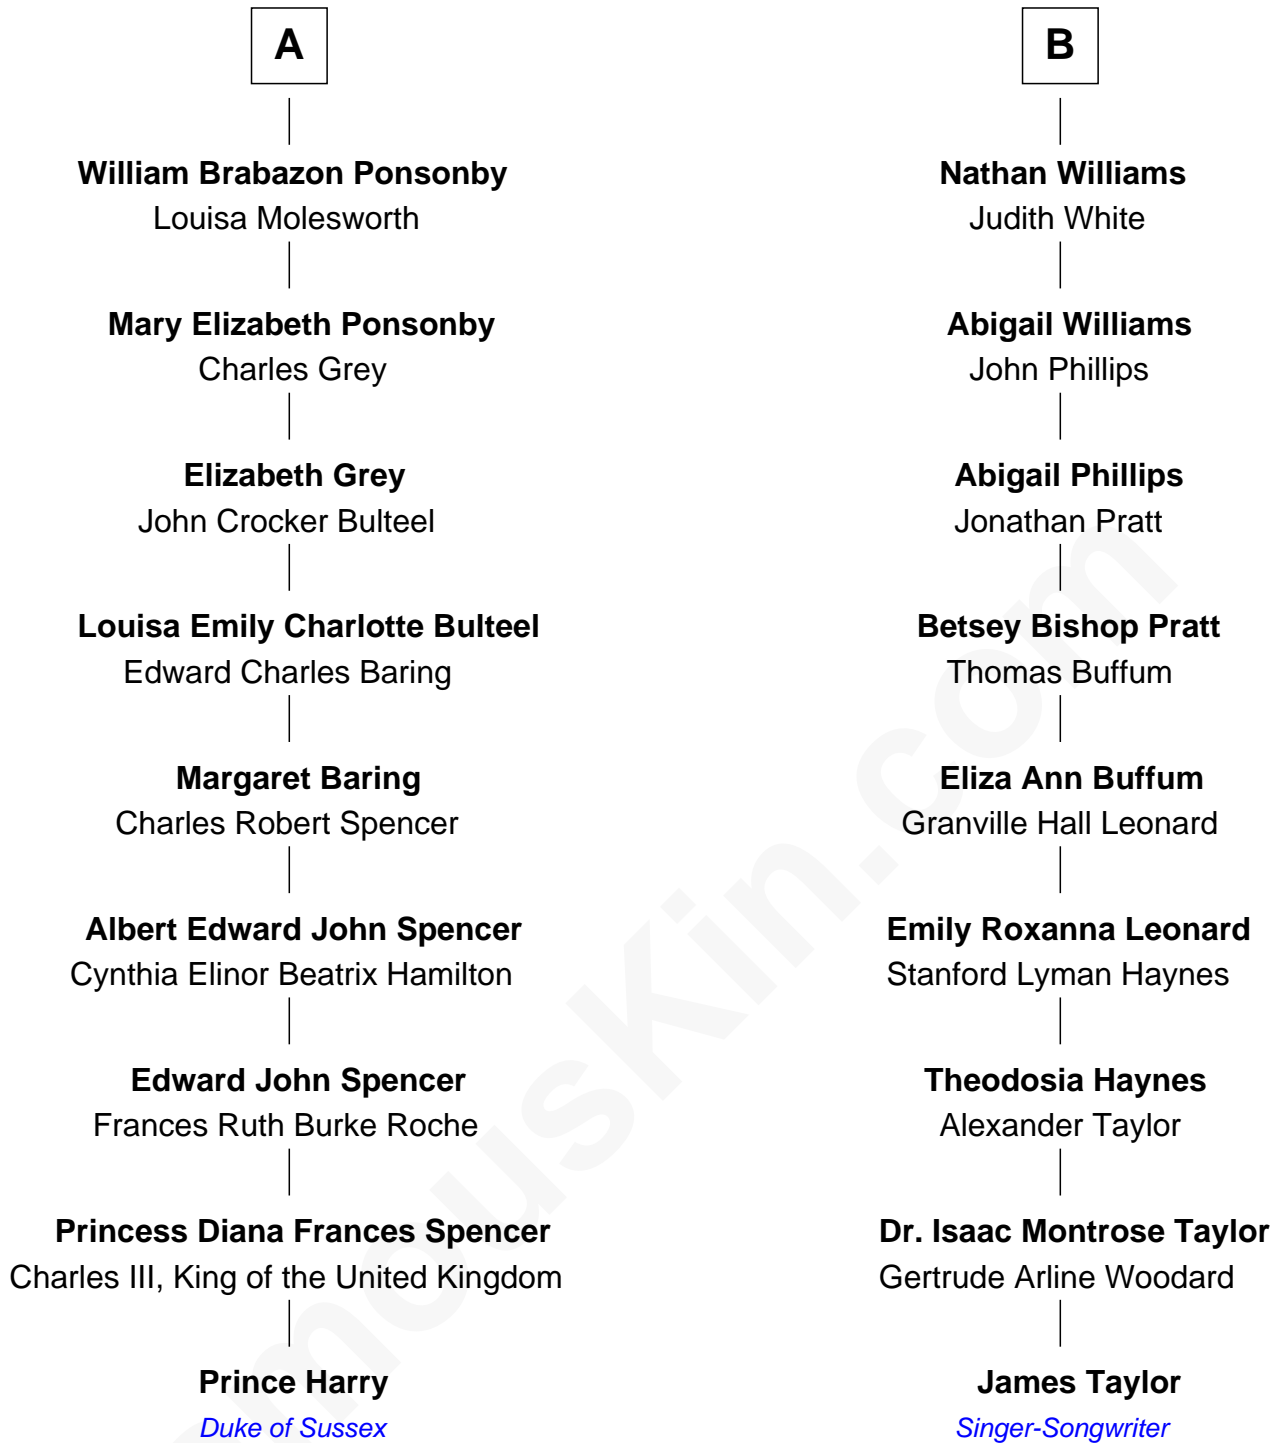 A
William Brabazon Ponsonby
Louisa Molesworth
Mary Elizabeth Ponsonby
Charles Grey
Elizabeth Grey
John Crocker Bulteel
Louisa Emily Charlotte Bulteel
Edward Charles Baring
Margaret Baring
Charles Robert Spencer
Albert Edward John Spencer
Cynthia Elinor Beatrix Hamilton
Edward John Spencer
Frances Ruth Burke Roche
Princess Diana Frances Spencer
Charles III, King of the United Kingdom
Prince Harry
Duke of Sussex
B
Nathan Williams
Judith White
Abigail Williams
John Phillips
Abigail Phillips
Jonathan Pratt
Betsey Bishop Pratt
Thomas Buffum
Eliza Ann Buffum
Granville Hall Leonard
Emily Roxanna Leonard
Stanford Lyman Haynes
Theodosia Haynes
Alexander Taylor
Dr. Isaac Montrose Taylor
Gertrude Arline Woodard
James Taylor
Singer-Songwriter
mouskin.com